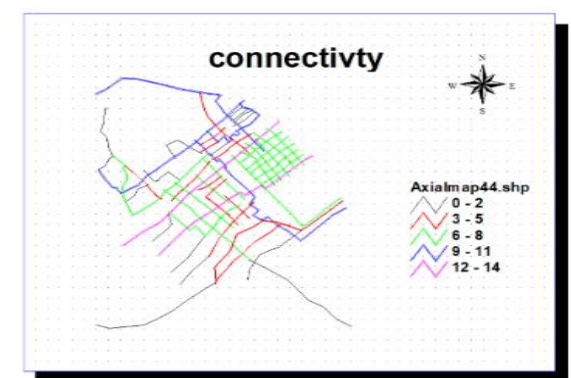 connectivty
N
W E
S
Axialmap44.shp
0 - 2
3 - 5
6 - 8
9 - 11
12 - 14